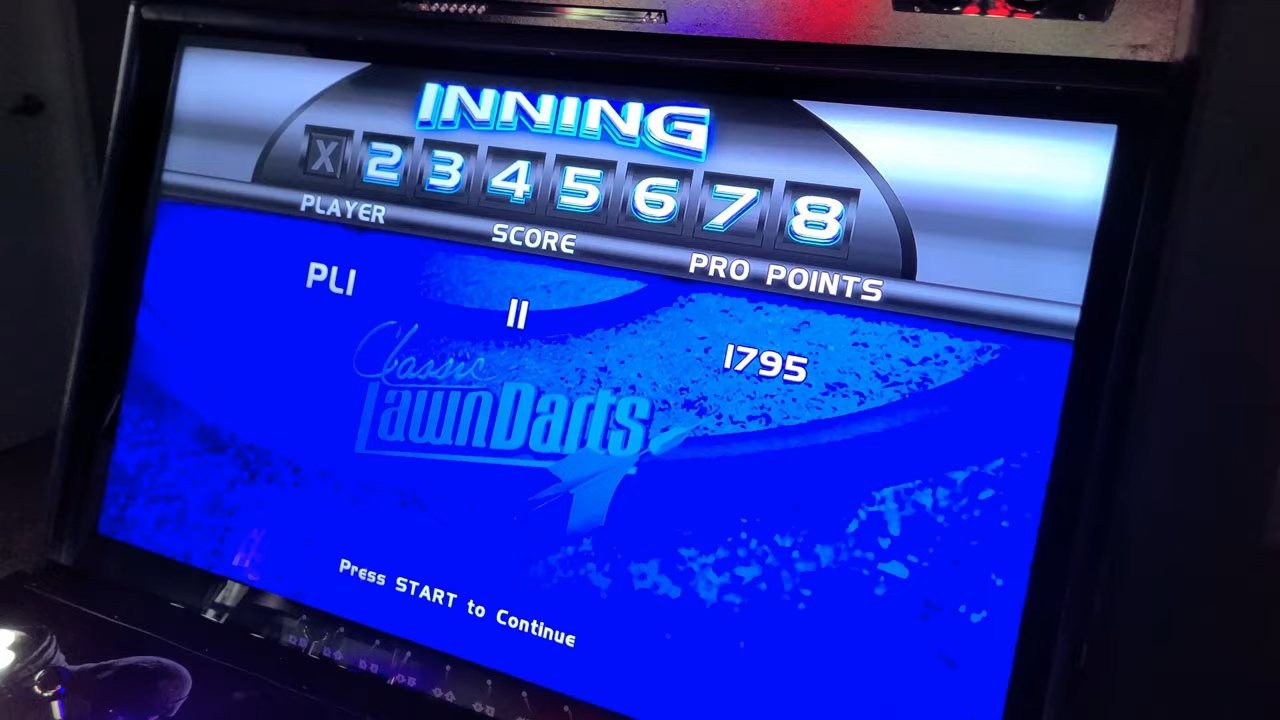 INNING
X 2 3 4 5 6 7 8
PLAYER SCORE PRO POINTS
PL1 11 1795
Classic
LawnDarts
Press START to Continue